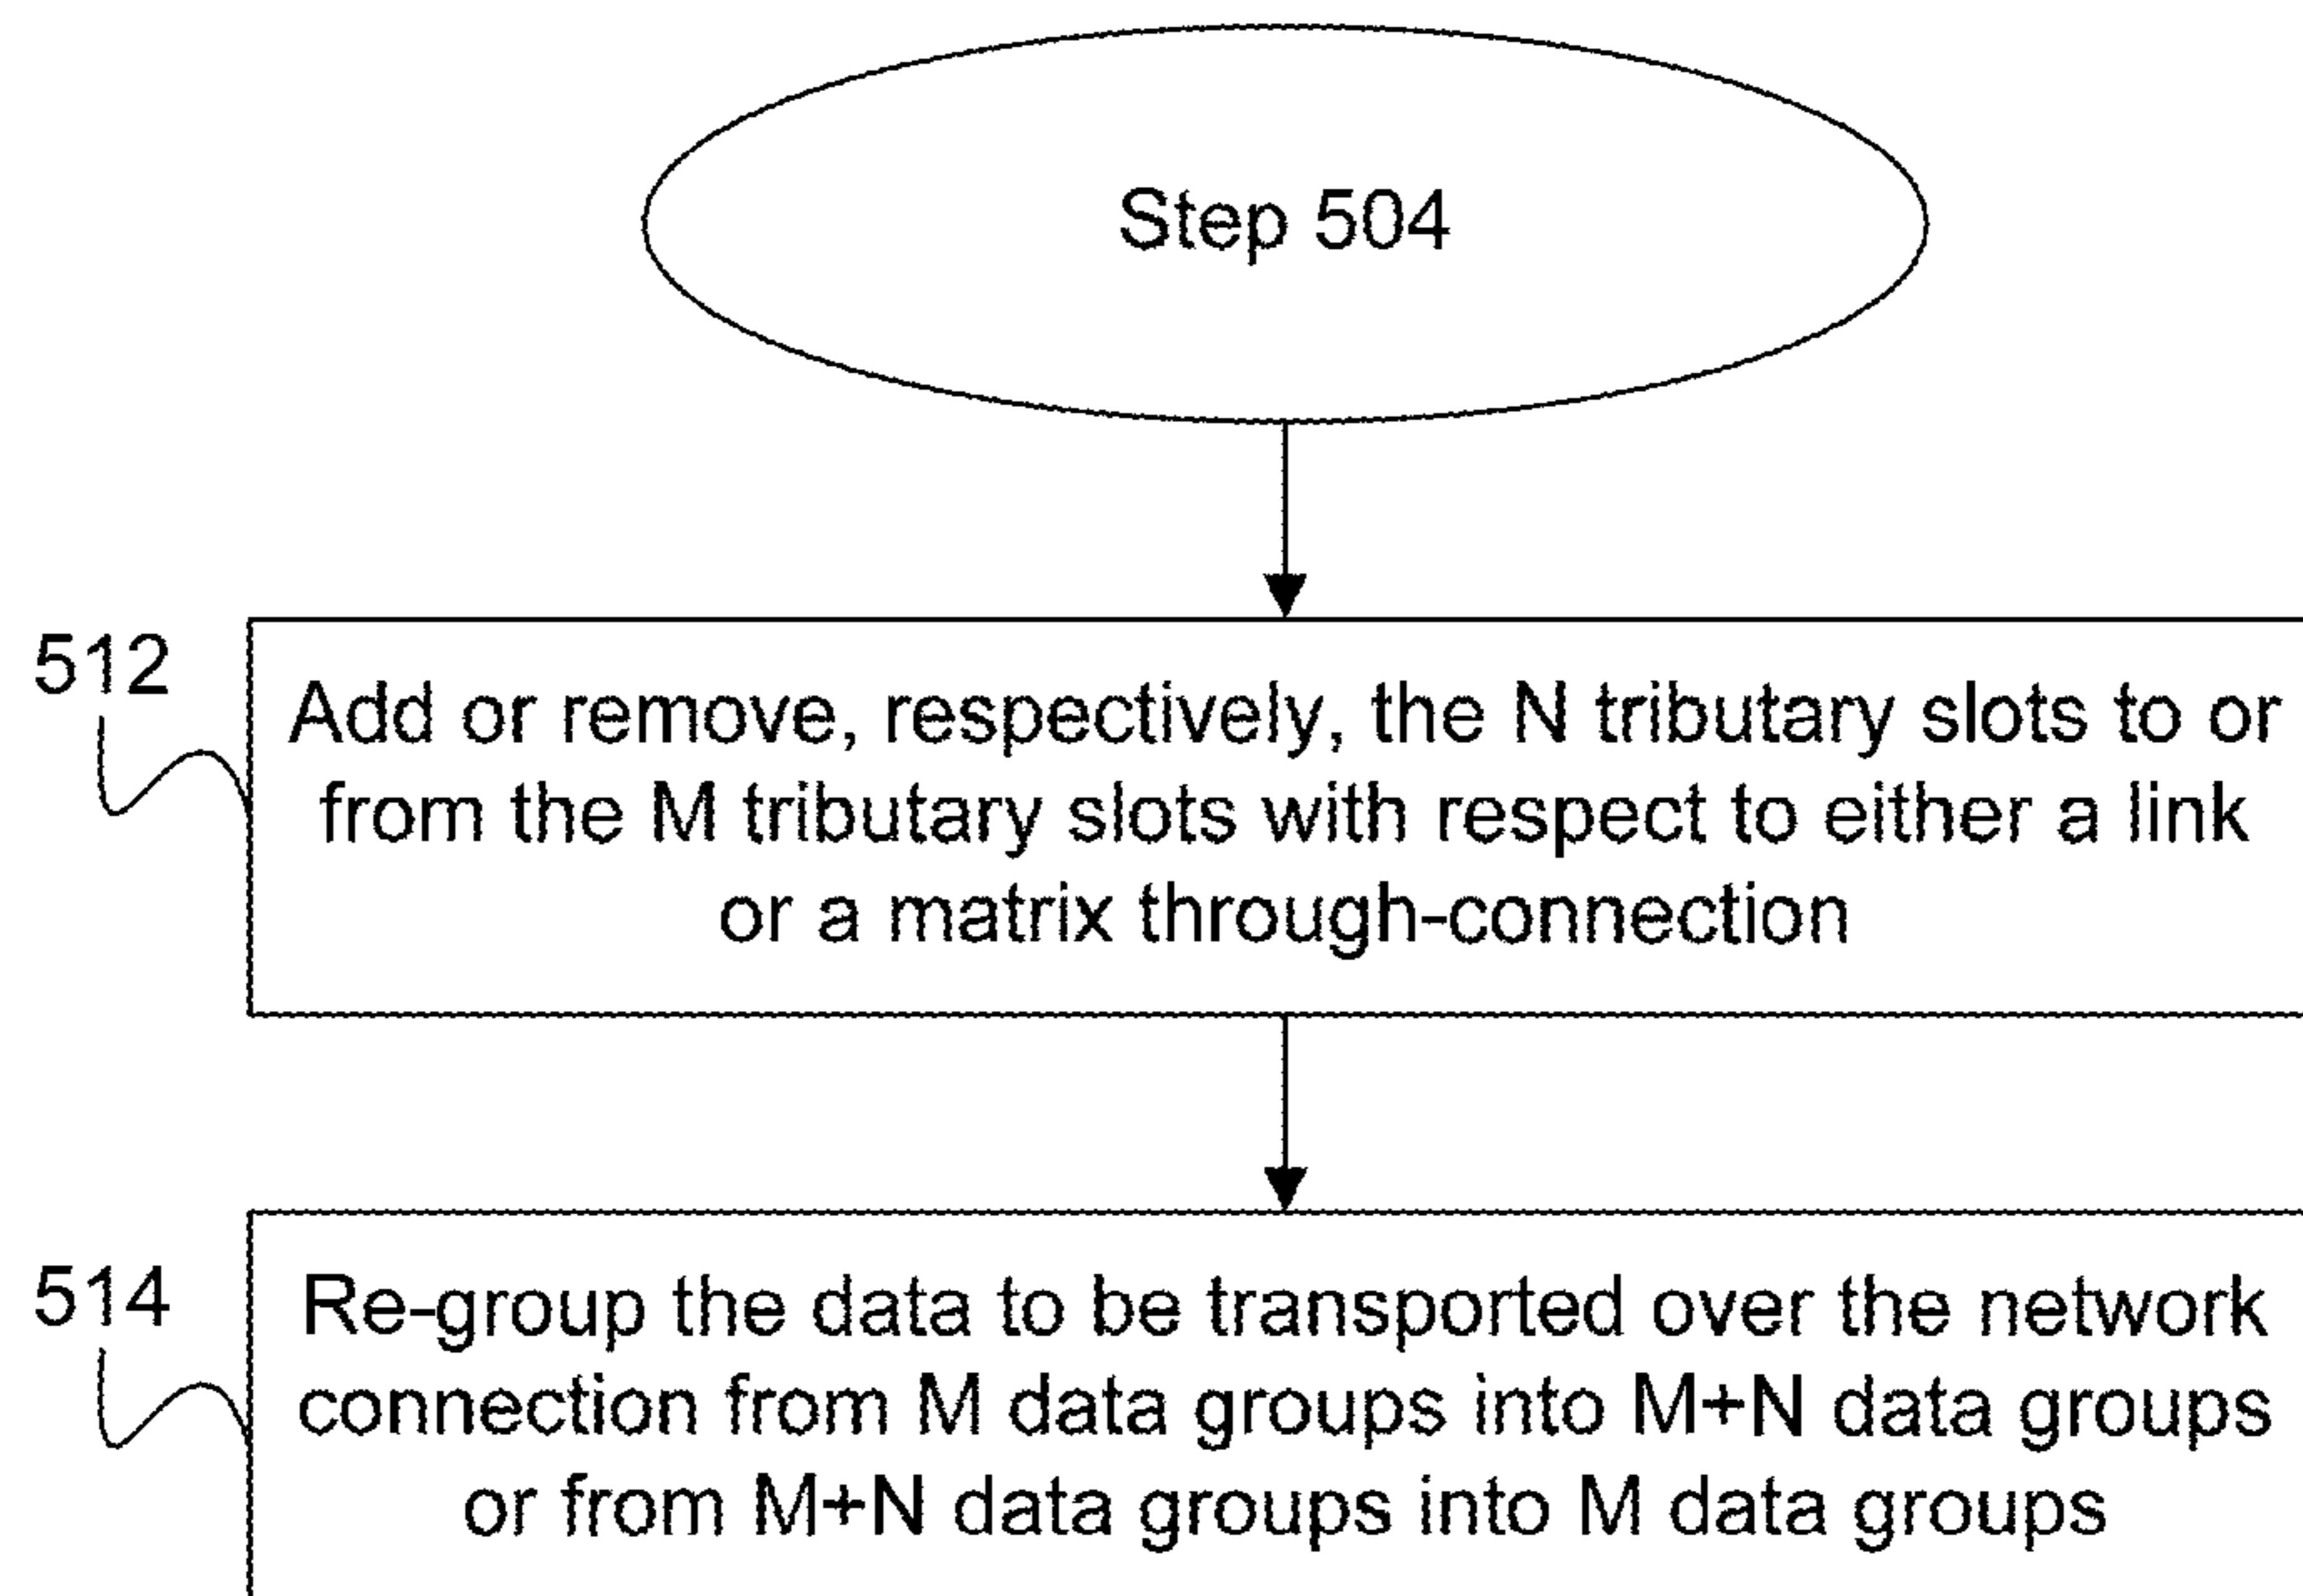 Step 504
512
Add or remove, respectively, the N tributary slots to or
from the M tributary slots with respect to either a link
or a matrix through-connection
514
Re-group the data to be transported over the network
connection from M data groups into M+N data groups
or from M+N data groups into M data groups